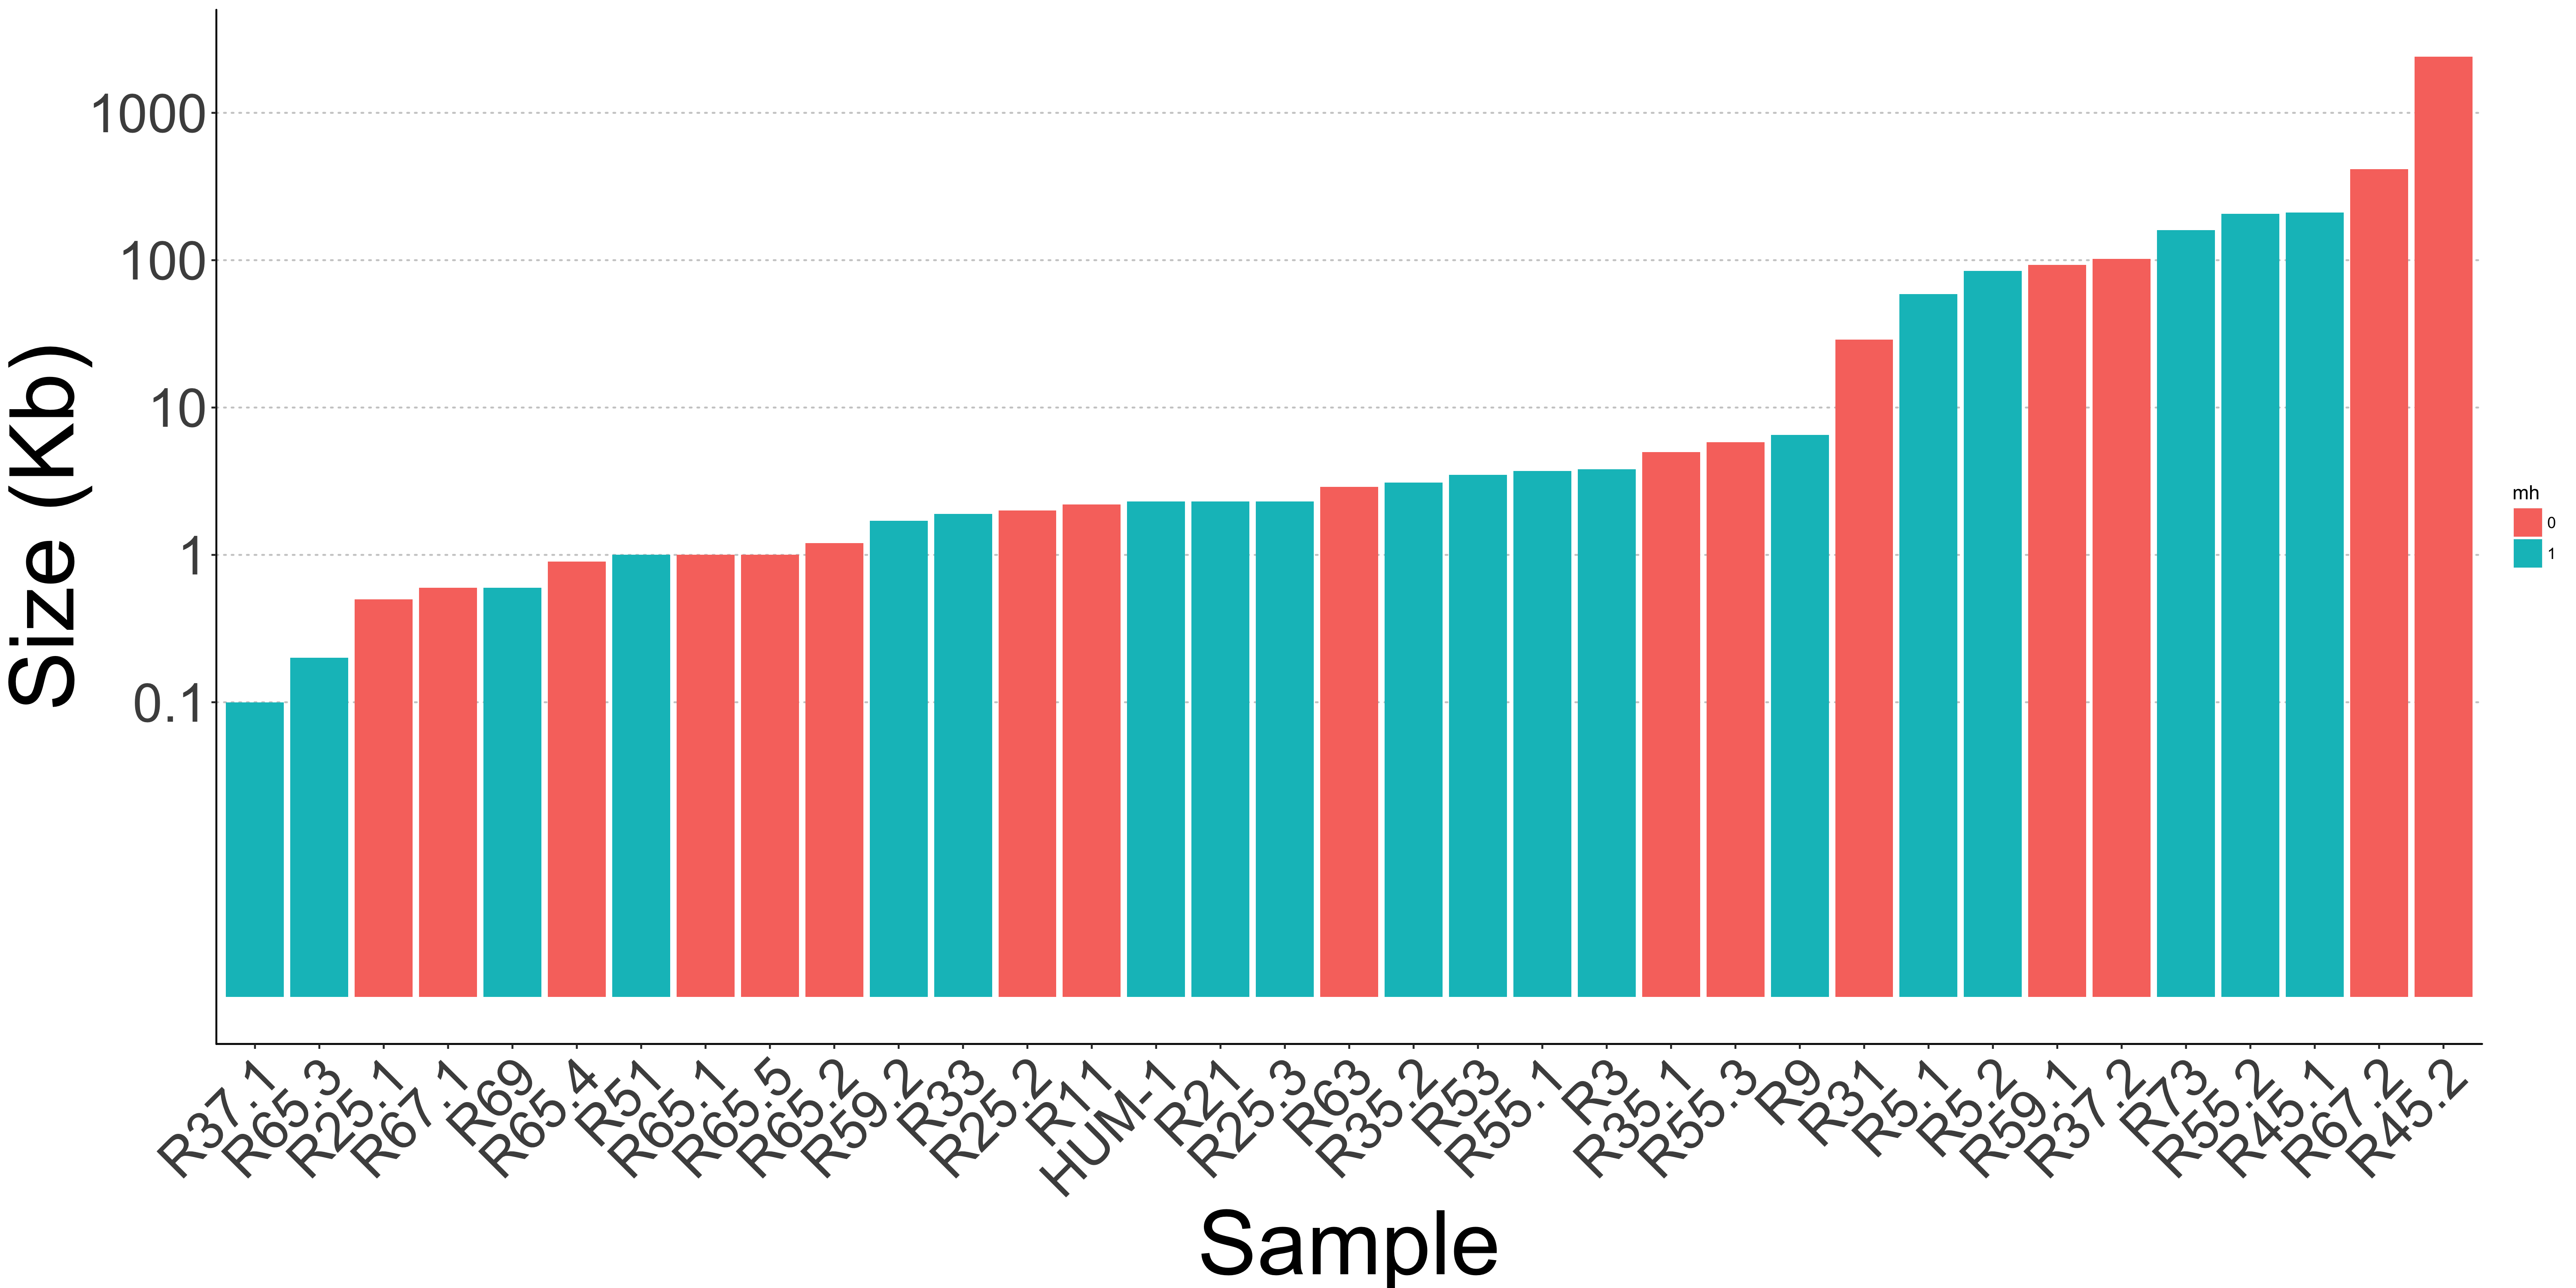 Size (Kb)
1000
100
10
1
0.1
R37.1
R65.3
R25.1
R67.1
R69
R65.4
R51
R65.1
R65.5
R65.2
R59.2
R33
R25.2
R11
HUM-1
R21
R25.3
R63
R35.2
R53
R55.1
R3
R35.1
R55.3
R9
R31
R5.1
R5.2
R59.1
R37.2
R73
R55.2
R45.1
R67.2
R45.2
Sample
mh
0
1